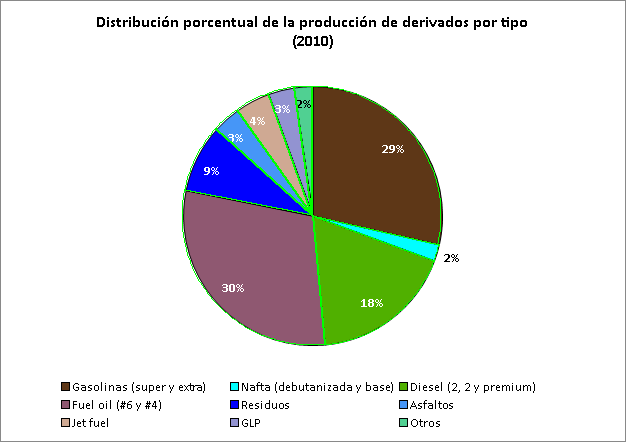 Distribución porcentual de la producción de derivados por tipo
(2010)
2%
3%
4%
3%
9%
29%
2%
18%
30%
Gasolinas (super y extra)
Nafta (debutanizada y base)
Diesel (2, 2 y premium)
Fuel oil (#6 y #4)
Residuos
Asfaltos
Jet fuel
GLP
Otros